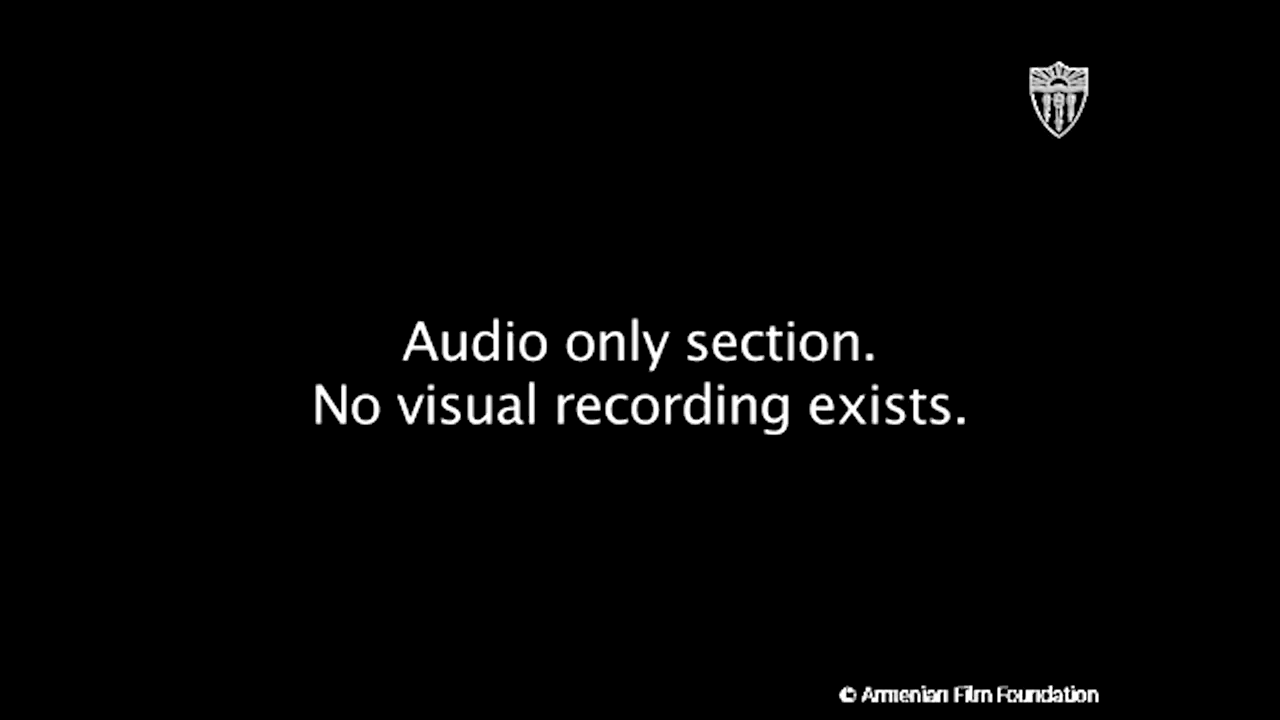 Audio only section.
No visual recording exists.
© Armenian Film Foundation